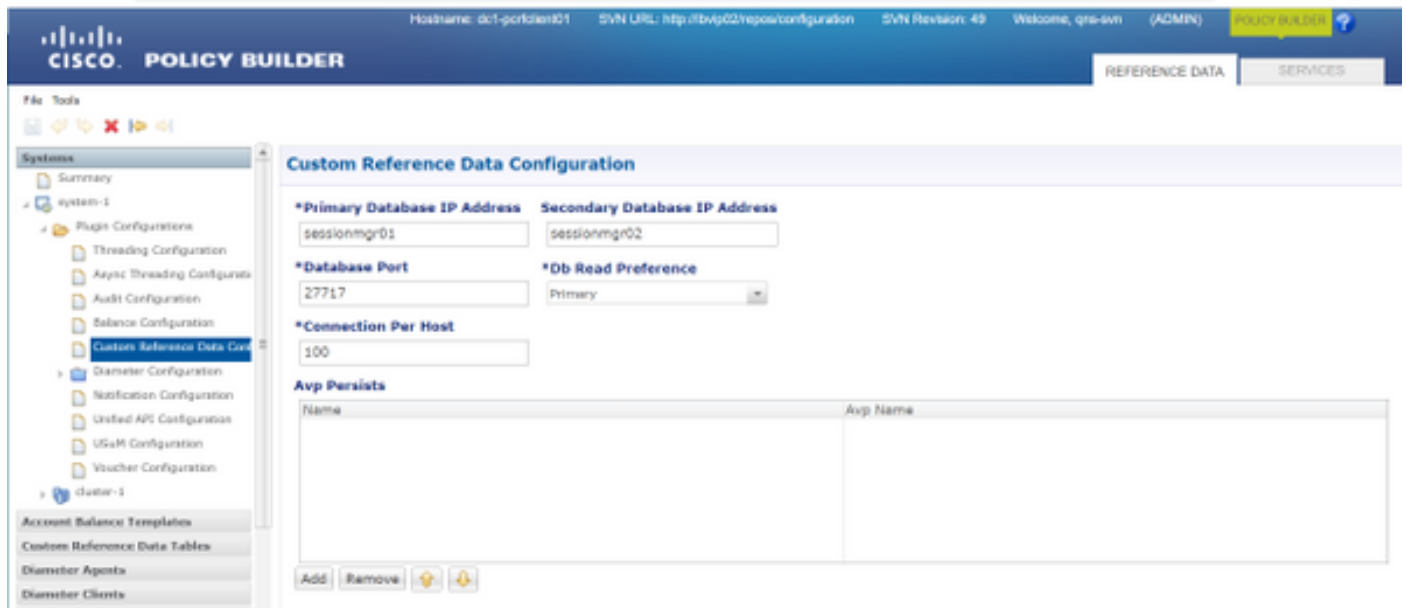 Hostname: dc1-pcrfclient01 SVN URL: http://lbvip02/repos/configuration SVN Revision: 49 Welcome, qns-svn (ADMIN) POLICY BUILDER ?
CISCO. POLICY BUILDER
REFERENCE DATA SERVICES
File Tools
Systems
Summary
system-1
Plugin Configurations
Threading Configuration
Async Threading Configurati
Audit Configuration
Balance Configuration
Custom Reference Data Conf
Diameter Configuration
Notification Configuration
Unified API Configuration
USuM Configuration
Voucher Configuration
cluster-1
Account Balance Templates
Custom Reference Data Tables
Diameter Agents
Diameter Clients
Custom Reference Data Configuration
*Primary Database IP Address Secondary Database IP Address
sessionmgr01 sessionmgr02
*Database Port *Db Read Preference
27717 Primary
*Connection Per Host
100
Avp Persists
Name Avp Name
Add Remove